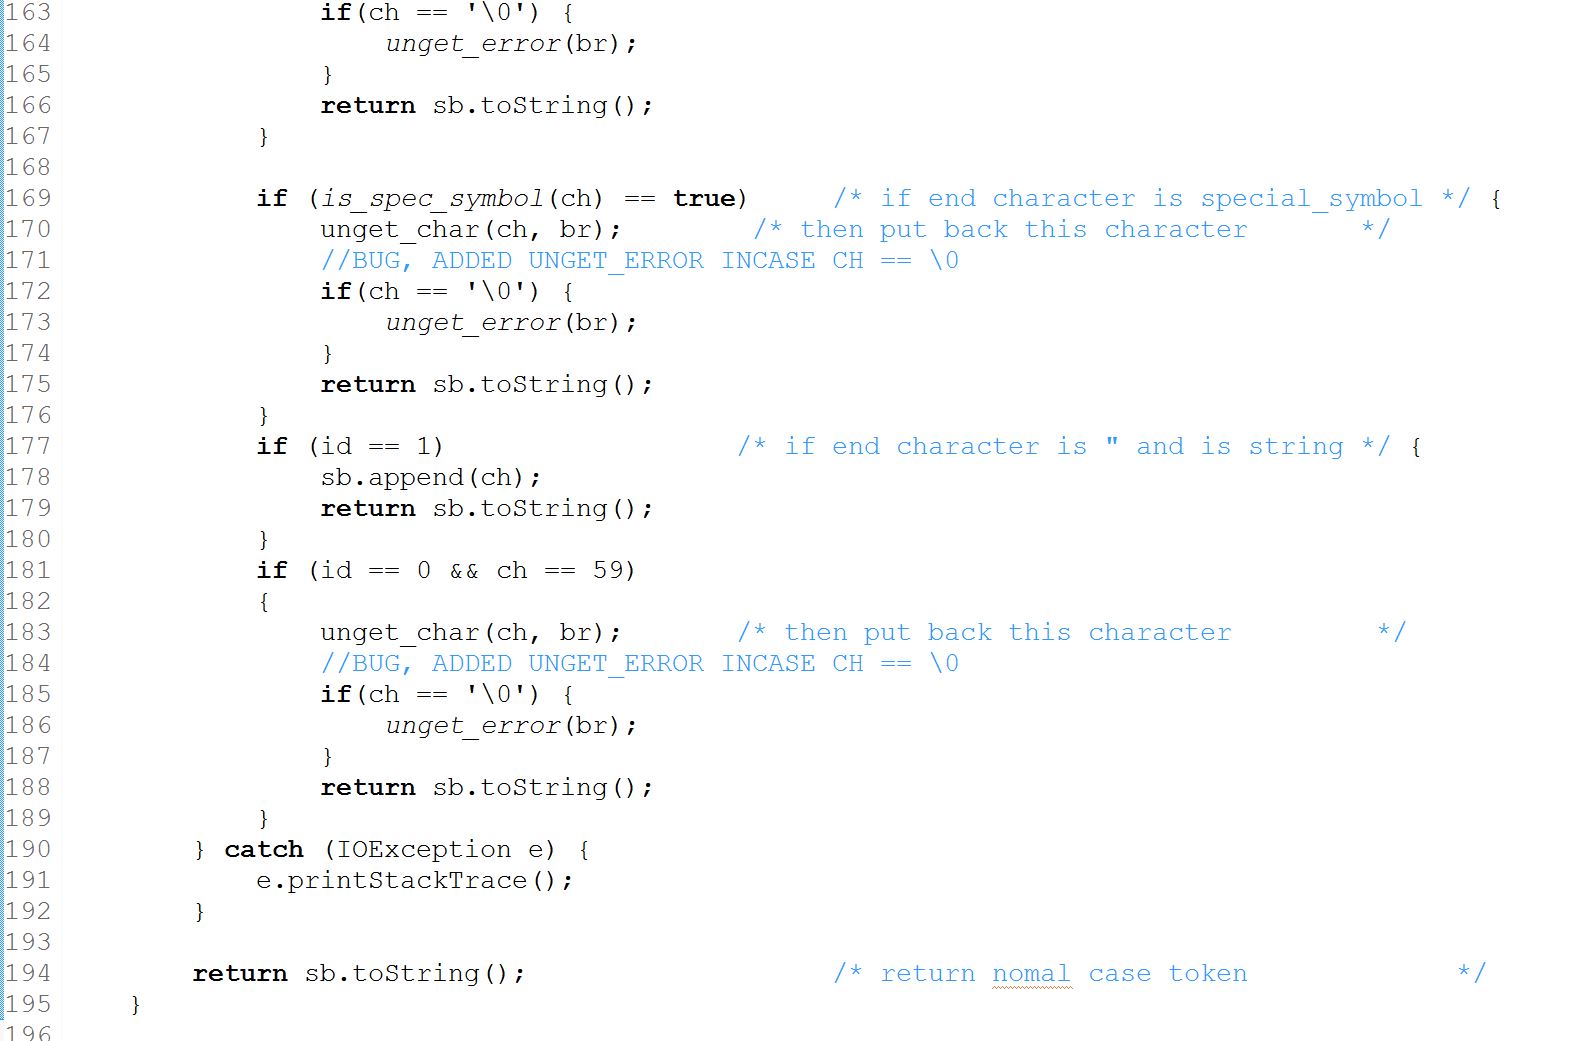 163                 if(ch == '\0') {
164                     unget_error(br);
165                 }
166                 return sb.toString();
167             }
168
169             if (is_spec_symbol(ch) == true)     /* if end character is special_symbol */ {
170                 unget_char(ch, br);        /* then put back this character       */
171                 //BUG, ADDED UNGET_ERROR INCASE CH == \0
172                 if(ch == '\0') {
173                     unget_error(br);
174                 }
175                 return sb.toString();
176             }
177             if (id == 1)                  /* if end character is " and is string */ {
178                 sb.append(ch);
179                 return sb.toString();
180             }
181             if (id == 0 && ch == 59)
182             {
183                 unget_char(ch, br);       /* then put back this character         */
184                 //BUG, ADDED UNGET_ERROR INCASE CH == \0
185                 if(ch == '\0') {
186                     unget_error(br);
187                 }
188                 return sb.toString();
189             }
190         } catch (IOException e) {
191             e.printStackTrace();
192         }
193
194         return sb.toString();                   /* return nomal case token             */
195     }
196